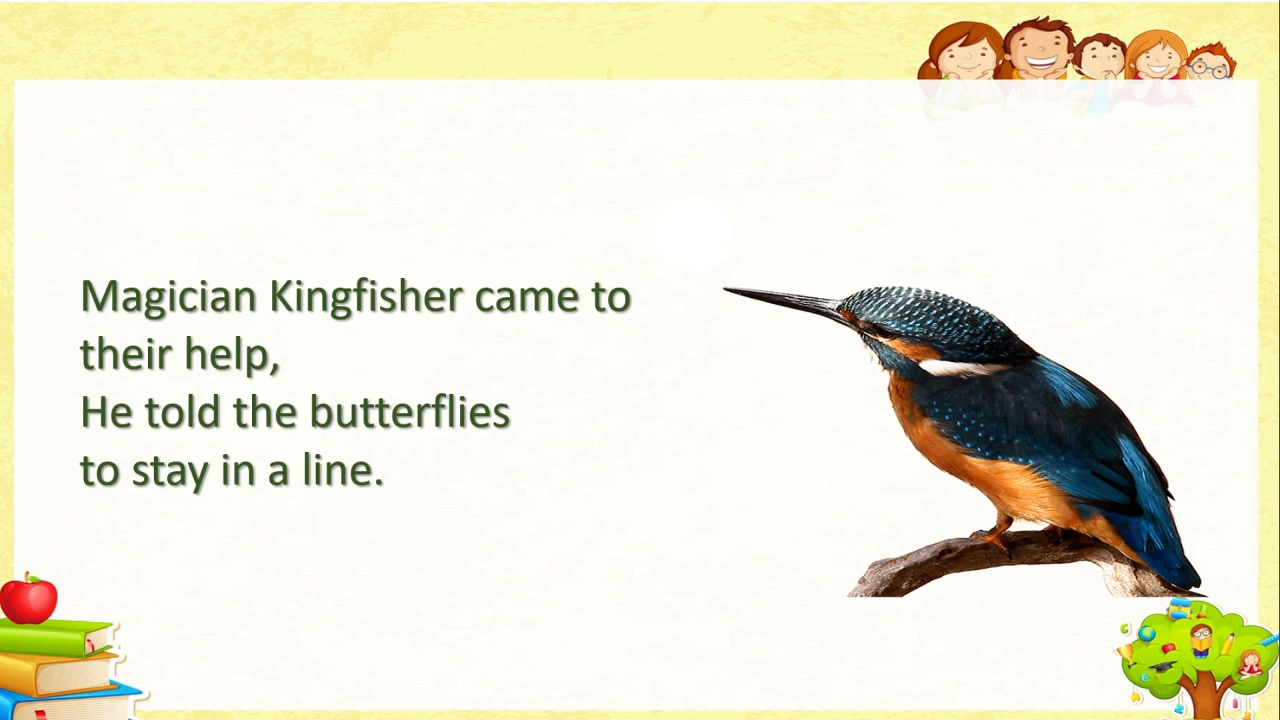 Magician Kingfisher came to
their help,
He told the butterflies
to stay in a line.